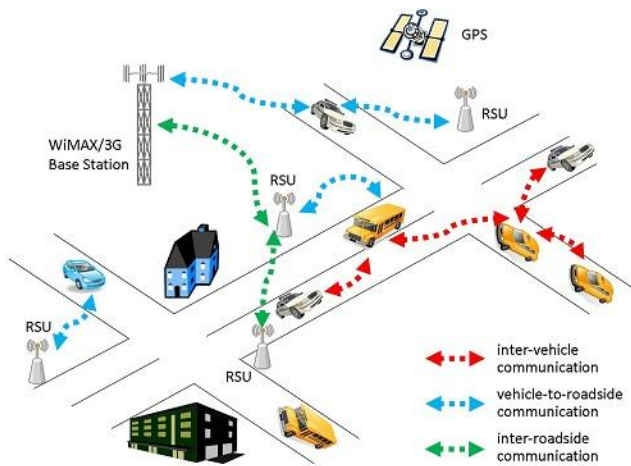 GPS
RSU
WiMAX/3G
Base Station
RSU
RSU
RSU
inter-vehicle
communication
vehicle-to-roadside
communication
inter-roadside
communication